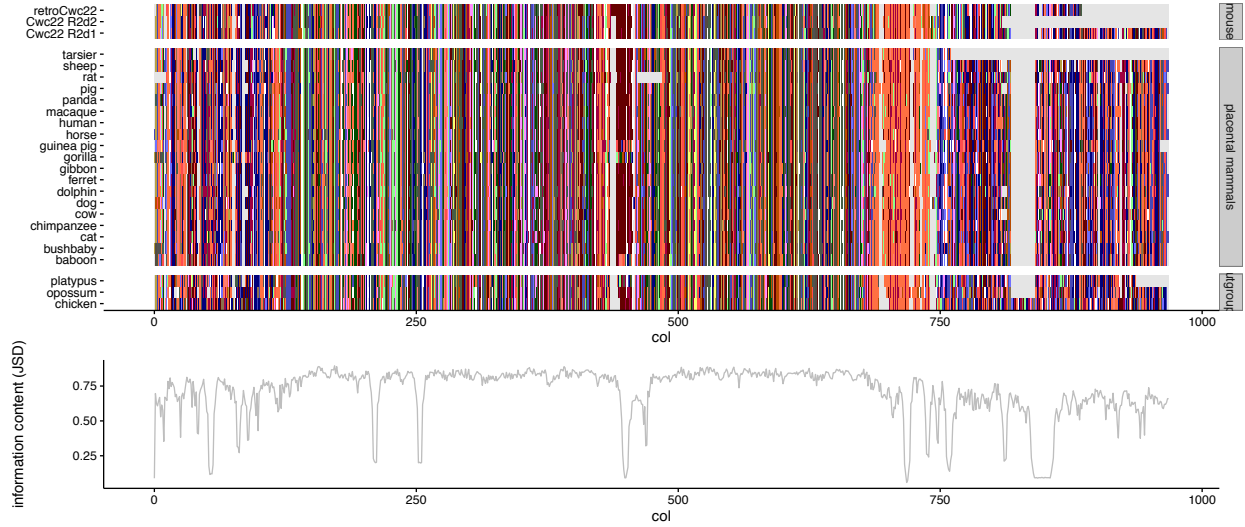 retroCwc22
Cwc22 R2d2
Cwc22 R2d1
mouse
tarsier
sheep
rat
pig
panda
macaque
human
horse
guinea pig
gorilla
gibbon
ferret
dolphin
dog
cow
chimpanzee
cat
bushbaby
baboon
placental mammals
platypus
opossum
chicken
utgroup
0 250 500 750 1000
col
information content (JSD)
0.75
0.50
0.25
0 250 500 750 1000
col